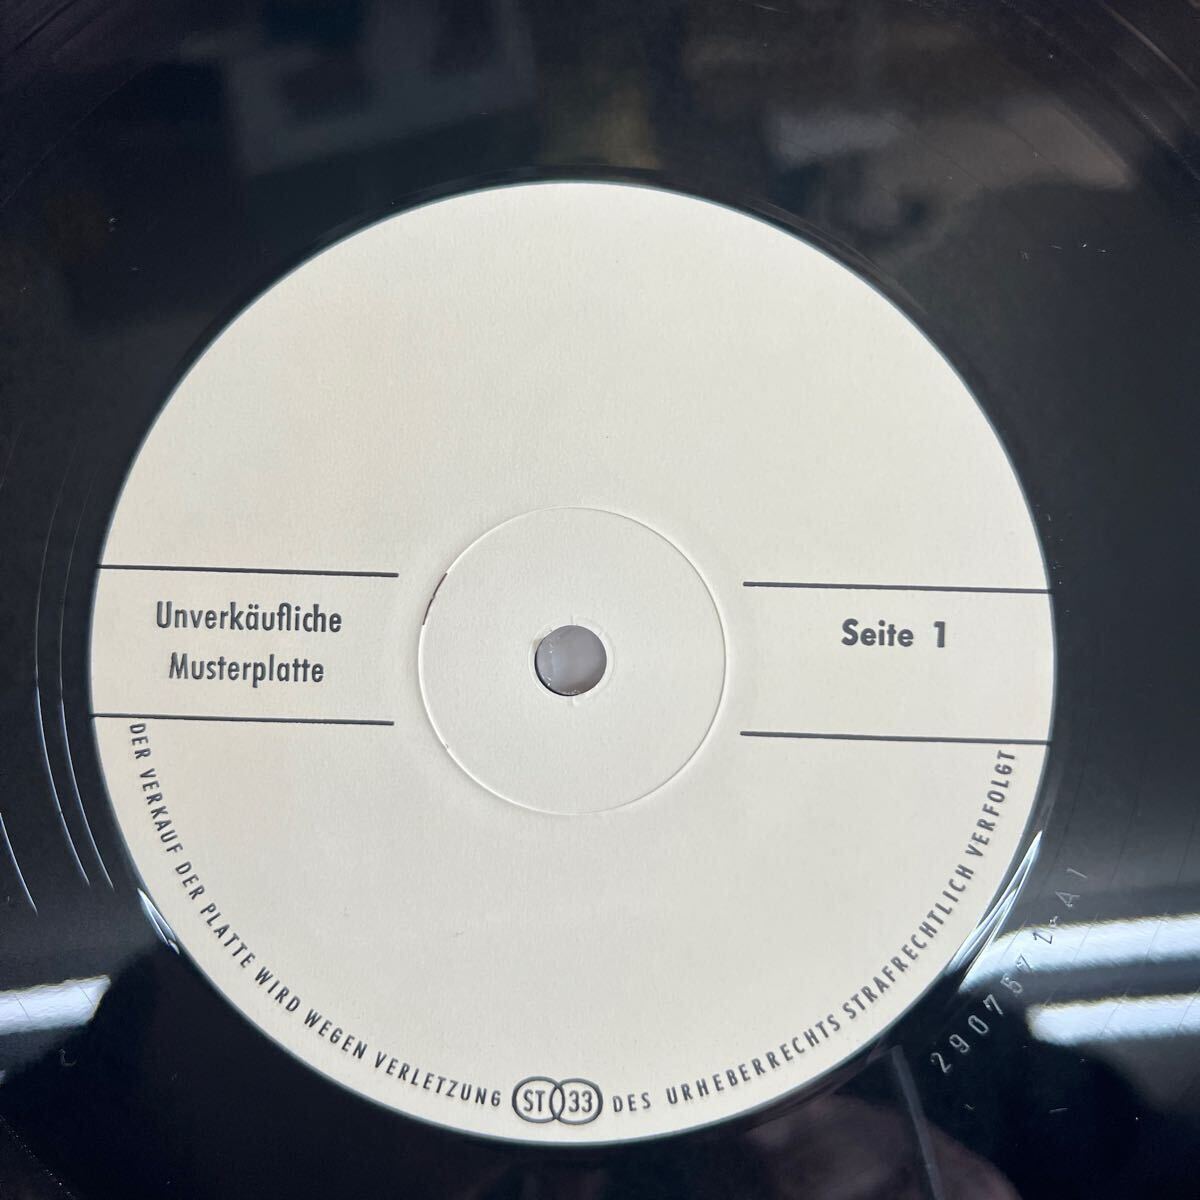 Unverkäufliche
Musterplatte
Seite 1
DER VERKAUF DER PLATTE WIRD WEGEN VERLETZUNG ST 33 DES URHEBERRECHTS STRAFRECHTLICH VERFOLGT